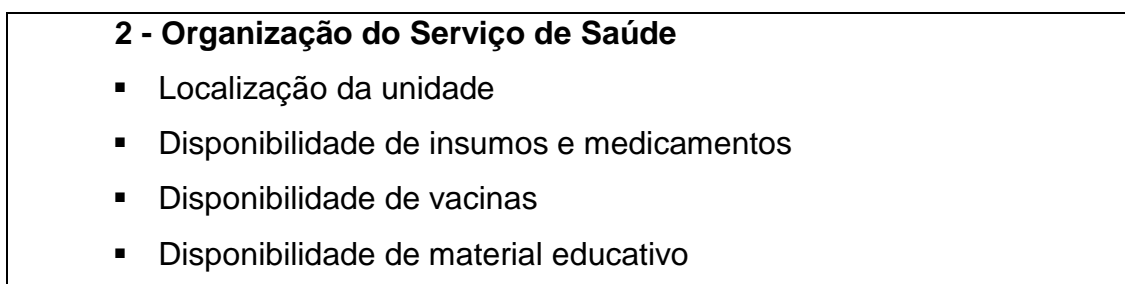 2 - Organização do Serviço de Saúde
▪ Localização da unidade
▪ Disponibilidade de insumos e medicamentos
▪ Disponibilidade de vacinas
▪ Disponibilidade de material educativo